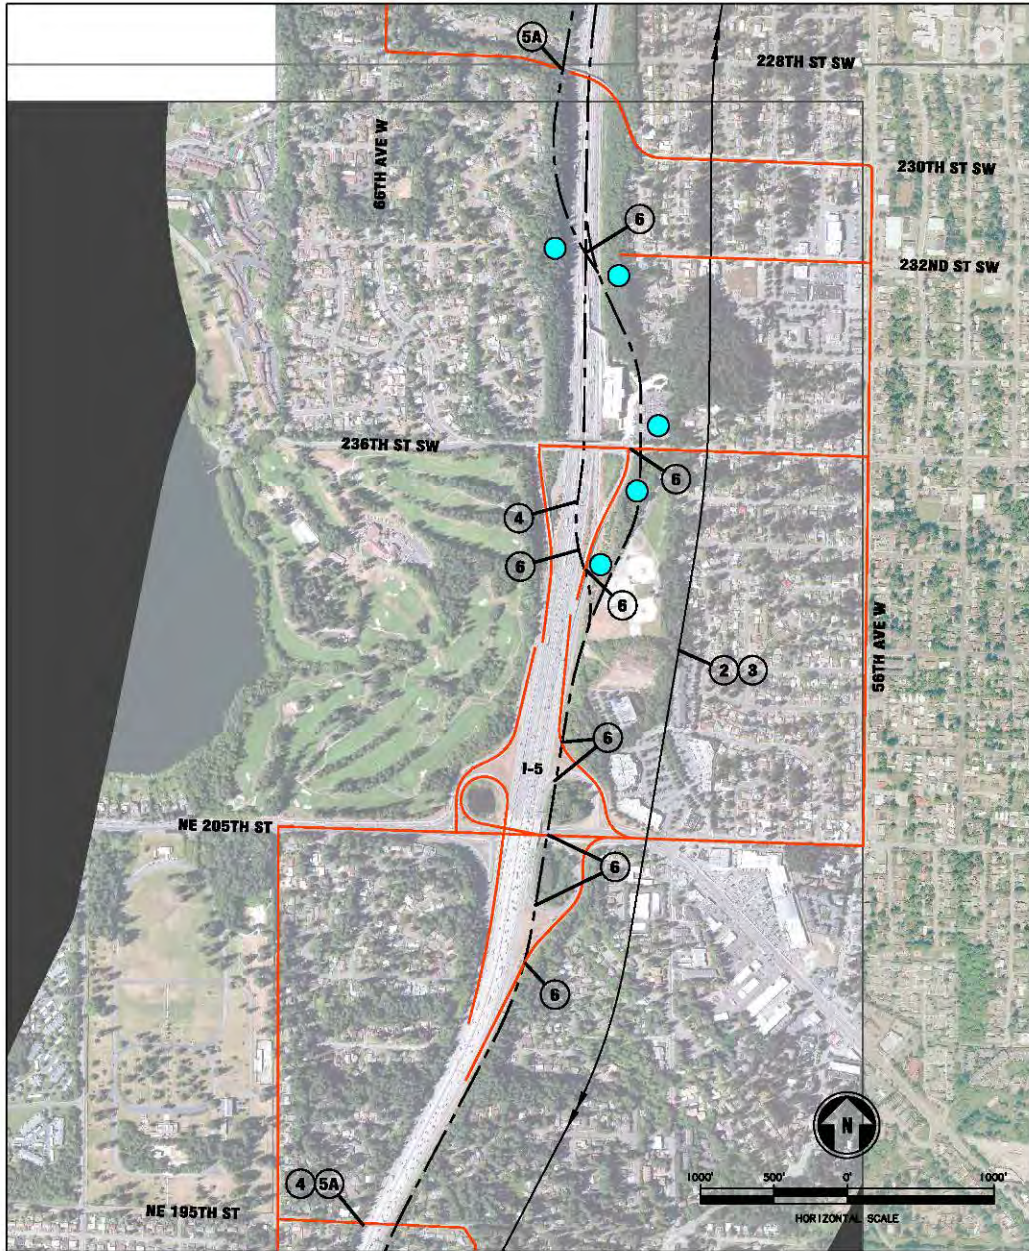 5A
228TH ST SW
66TH AVE W
230TH ST SW
6
232ND ST SW
236TH ST SW
6
4
6
6
56TH AVE W
2 3
6
I-5
NE 205TH ST
6
6
N
4 5A
NE 195TH ST
1000' 500' 0' 1000'
HORIZONTAL SCALE